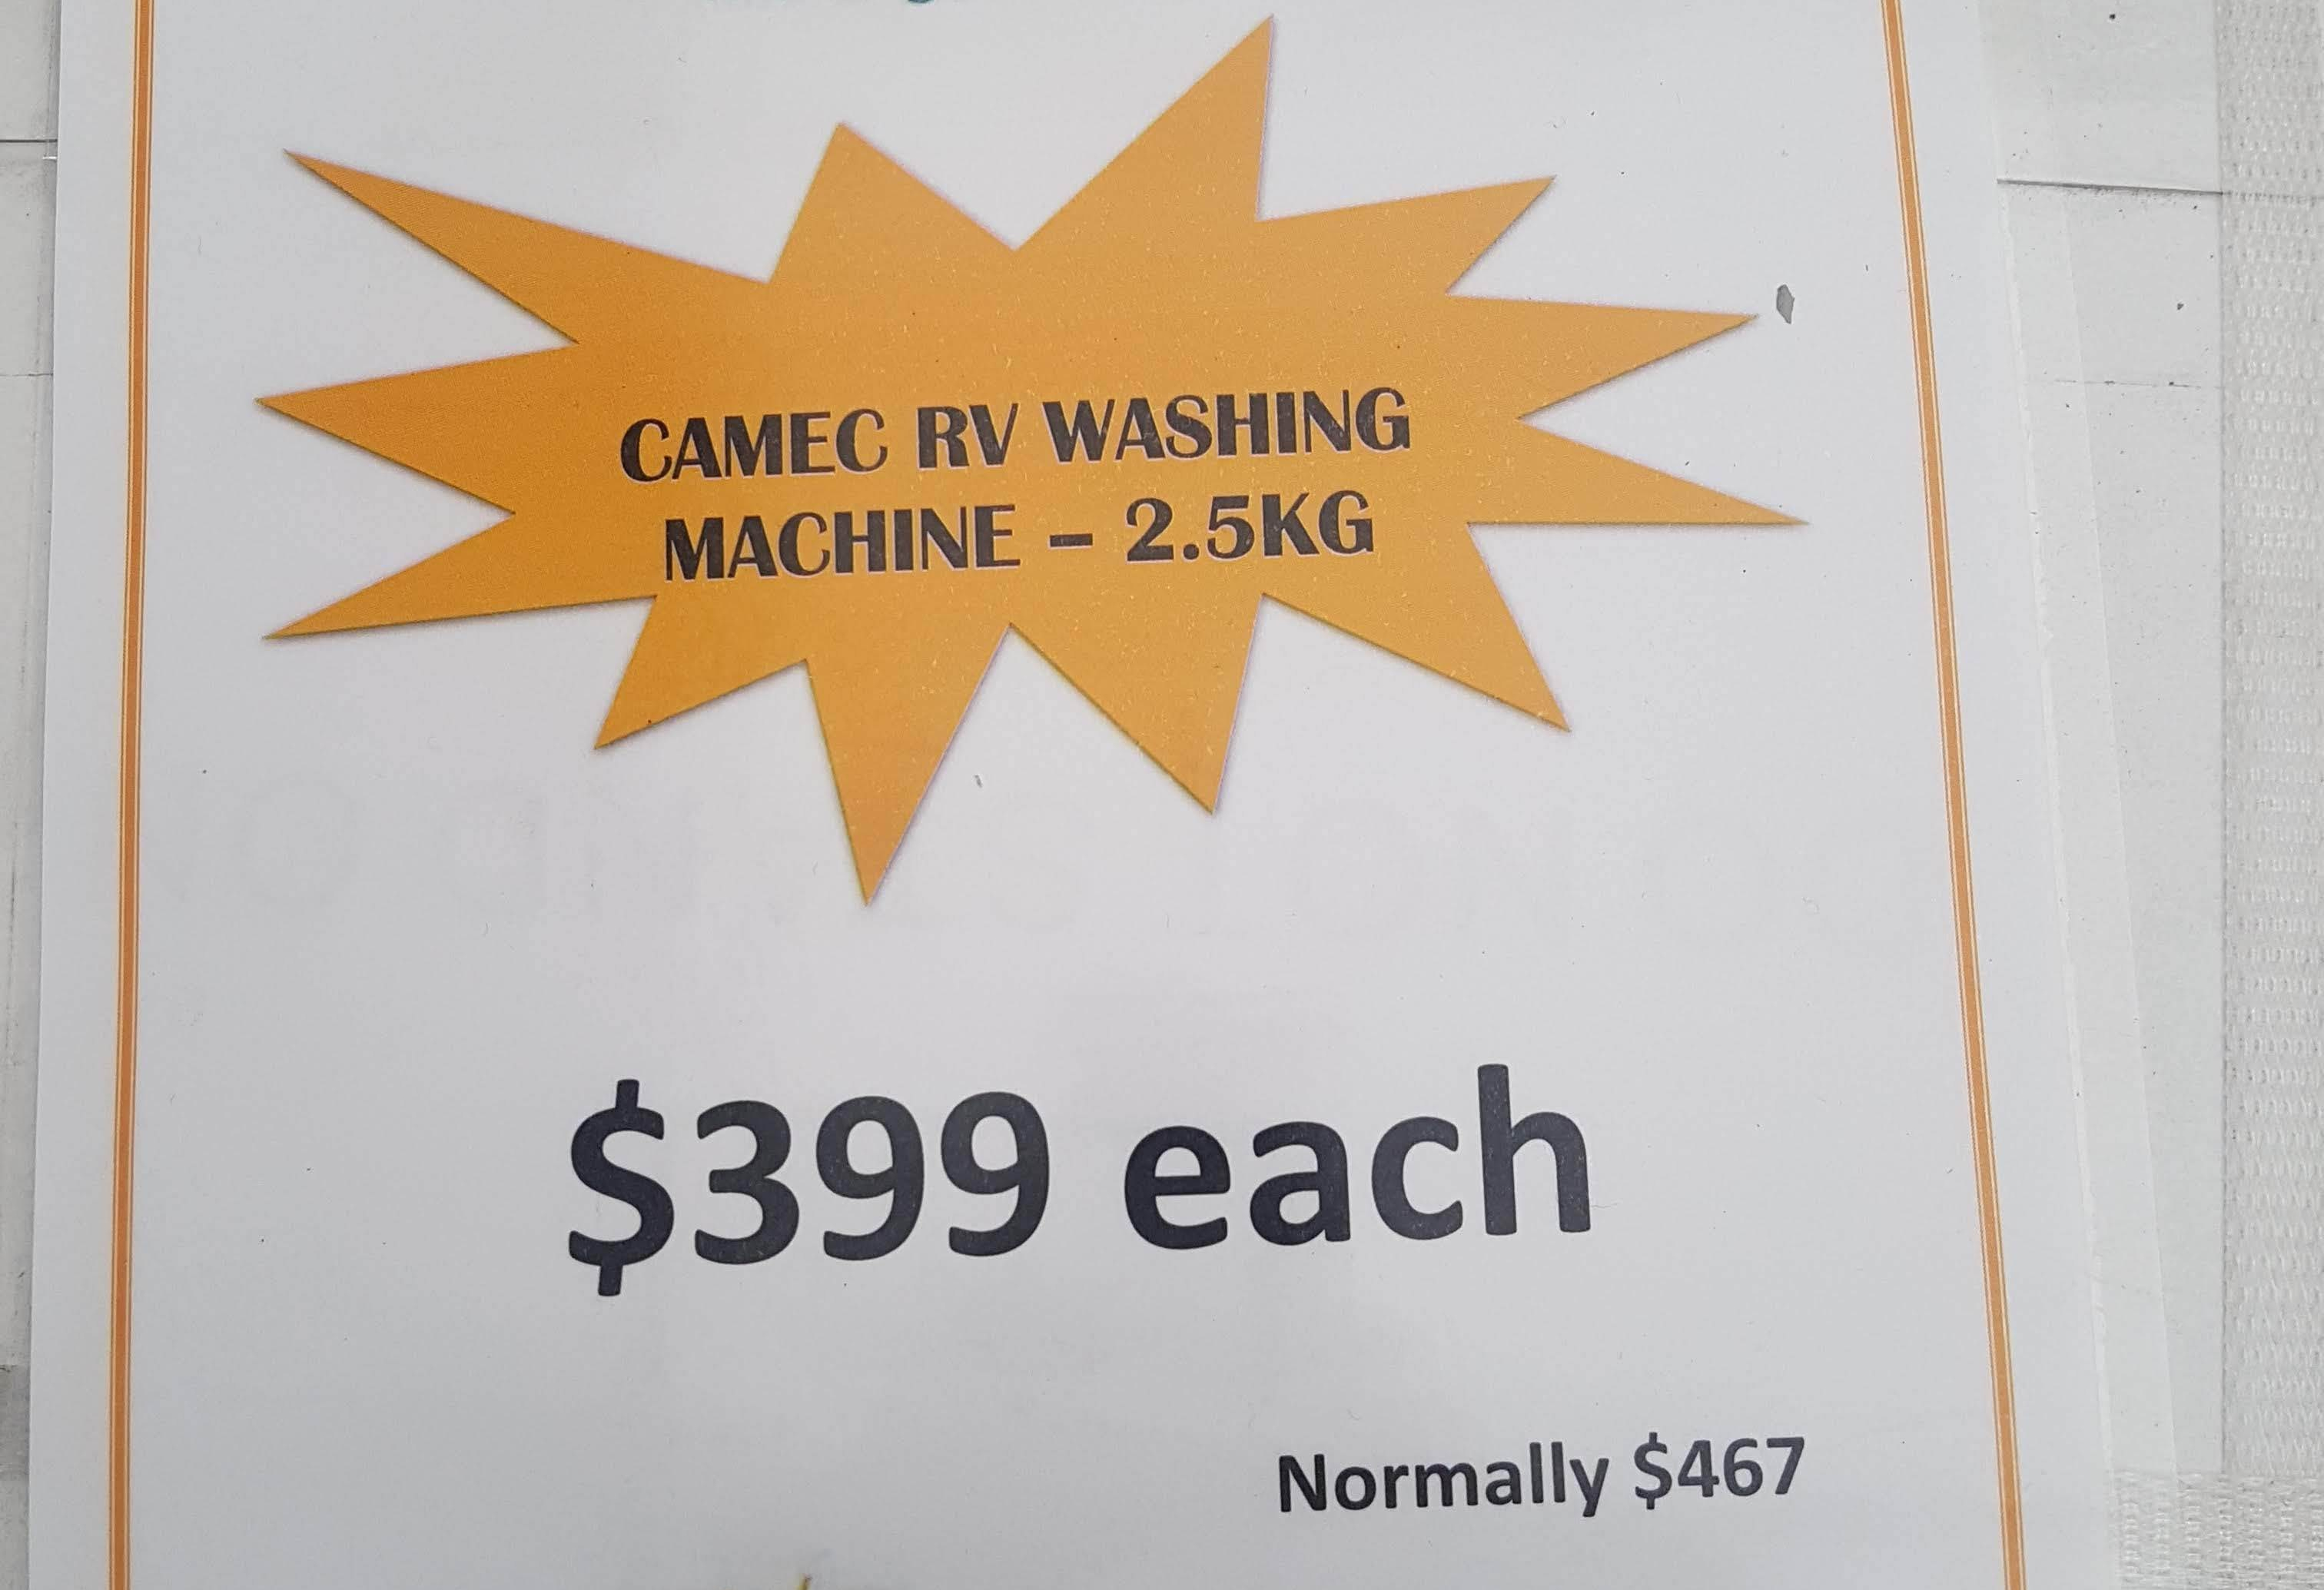 CAMEC RV WASHING
MACHINE – 2.5KG
$399 each
Normally $467